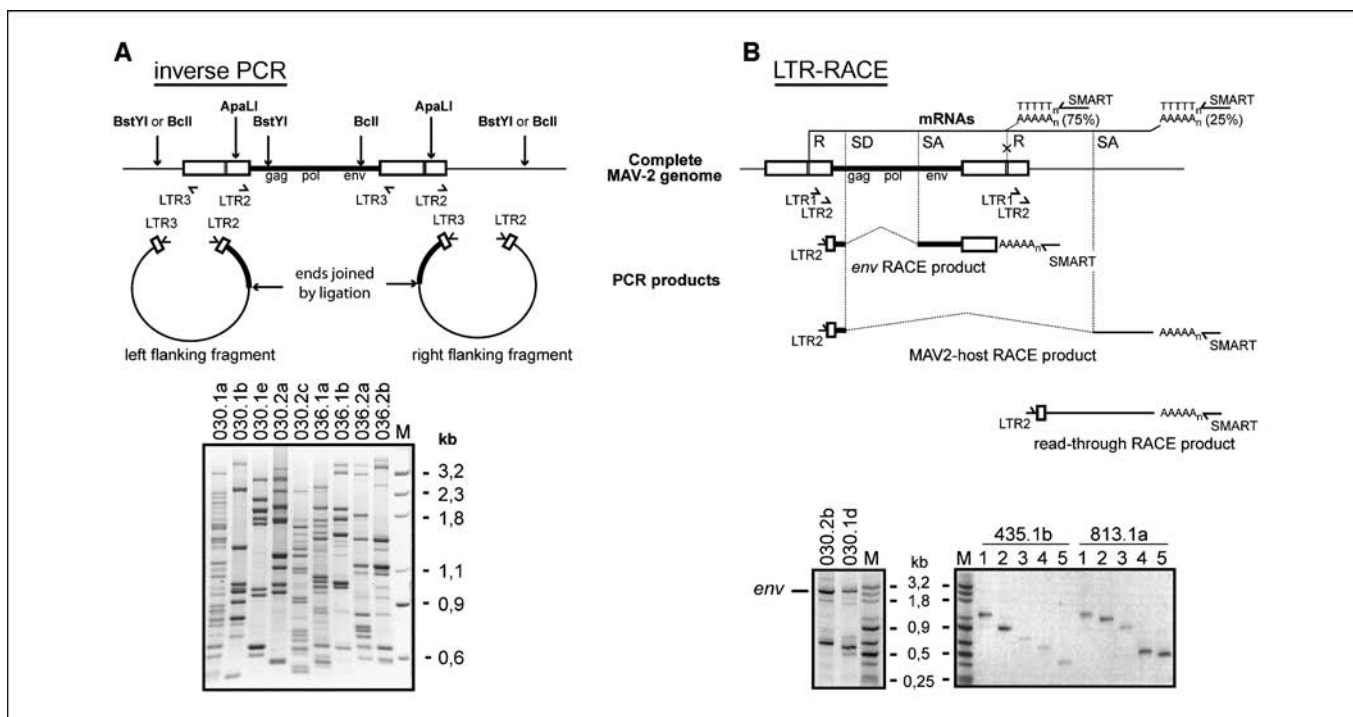 A
inverse PCR
BstYI or BclI
ApaLI
BstYI
BclI
ApaLI
BstYI or BclI
gag pol env
LTR3
LTR2
LTR3
LTR2
LTR3
LTR2
LTR3
LTR2
ends joined
by ligation
left flanking fragment
right flanking fragment
030.1a
030.1b
030.1e
030.2a
030.2c
036.1a
036.1b
036.2a
036.2b
M
kb
3,2
2,3
1,8
1,1
0,9
0,6
B
LTR-RACE
mRNAs
TTTTTn SMART
AAAAAn (75%)
TTTTTn SMART
AAAAAn (25%)
R SD SA R SA
Complete
MAV-2 genome
gag pol env
LTR1
LTR2
LTR1
LTR2
LTR2
AAAAAn
SMART
env RACE product
PCR products
LTR2
AAAAAn
SMART
MAV2-host RACE product
LTR2
AAAAAn
SMART
read-through RACE product
030.2b
030.1d
M
kb
env
3,2
1,8
0,9
0,5
0,25
435.1b 813.1a
M 1 2 3 4 5 1 2 3 4 5